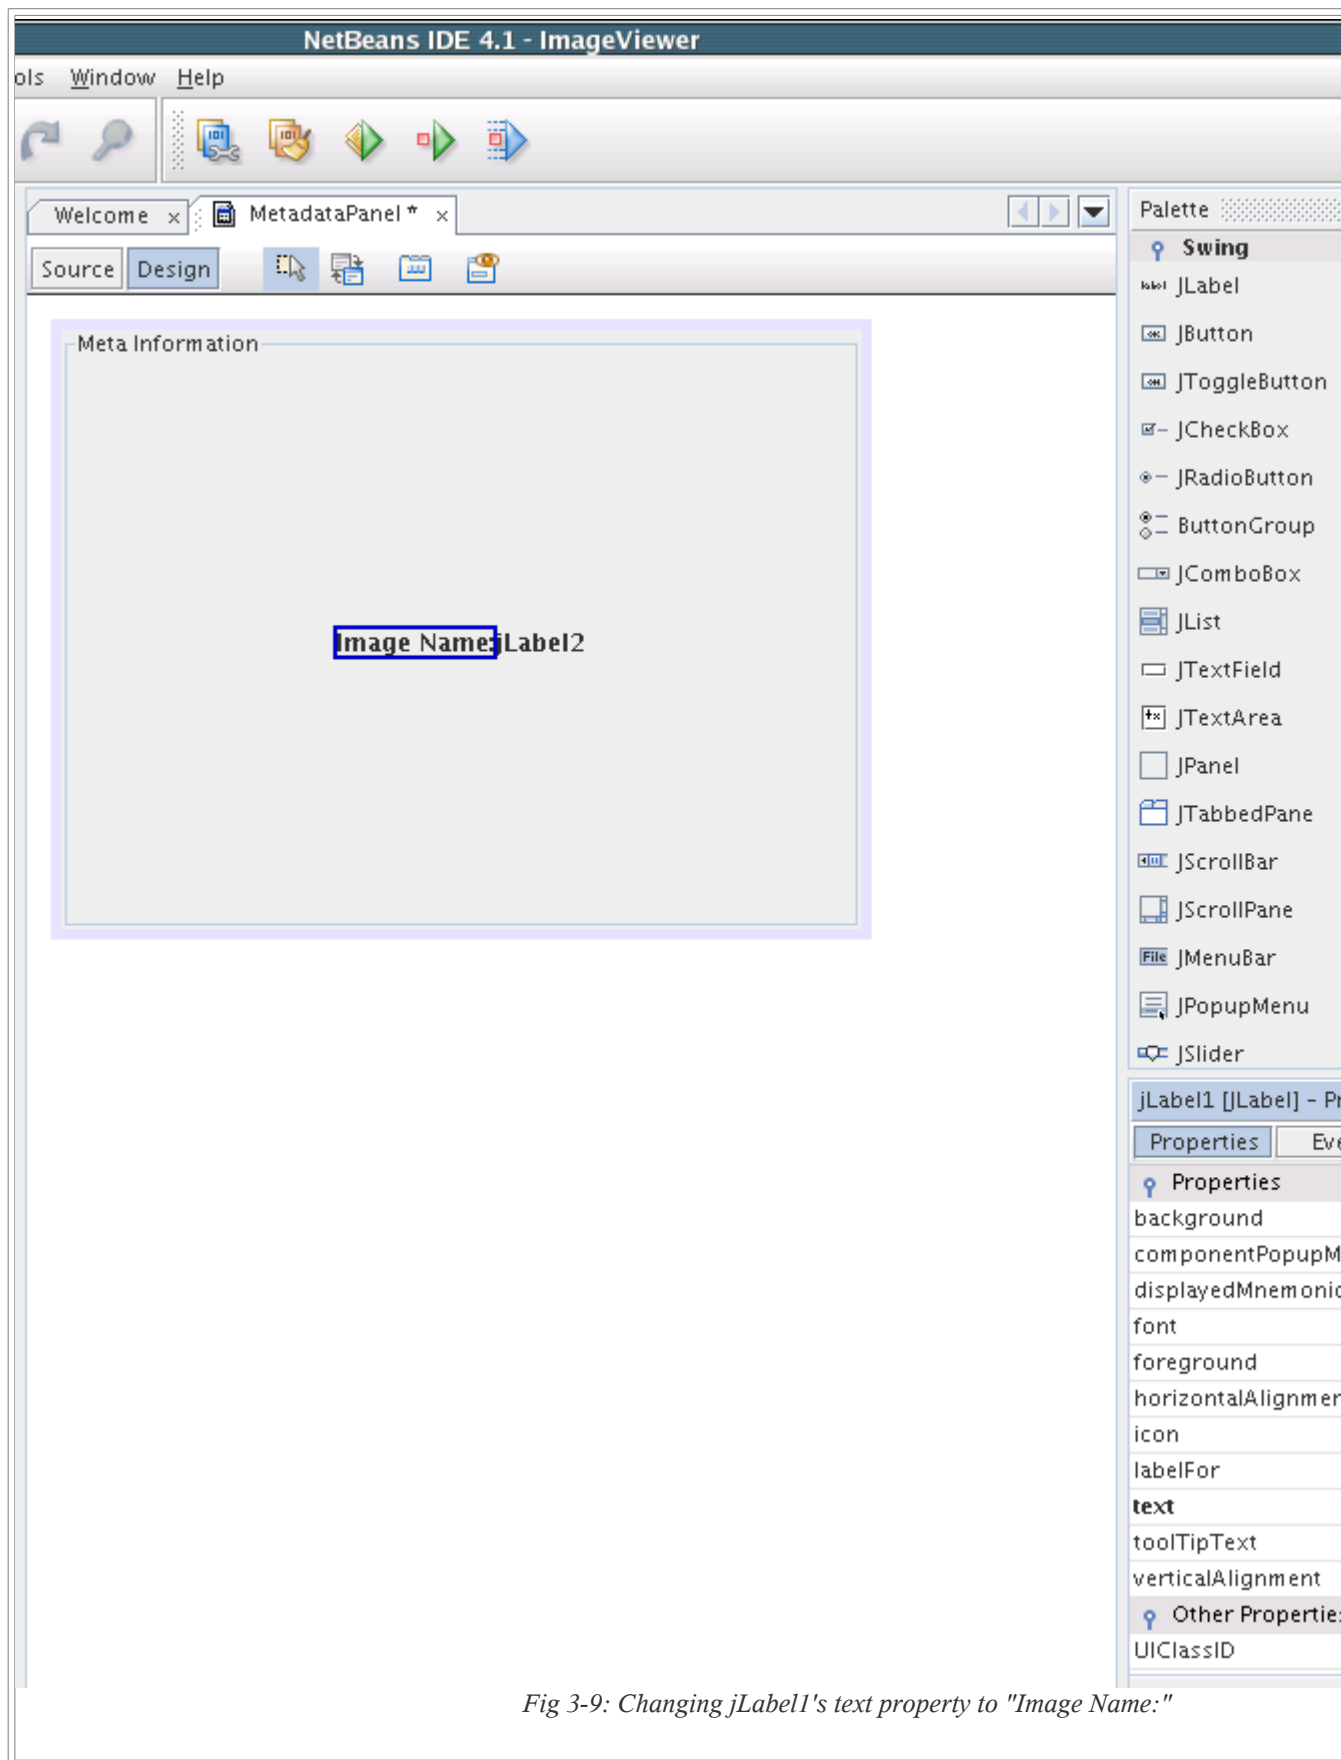 NetBeans IDE 4.1 - ImageViewer
ols Window Help
Welcome x MetadataPanel * x
Source Design
Meta Information
Image Name:jLabel2
Palette
Swing
JLabel
JButton
JToggleButton
JCheckBox
JRadioButton
ButtonGroup
JComboBox
JList
JTextField
JTextArea
JPanel
JTabbedPane
JScrollBar
JScrollPane
File JMenuBar
JPopupMenu
JSlider
jLabel1 [JLabel] - Pr
Properties Eve
Properties
background
componentPopupM
displayedMnemonic
font
foreground
horizontalAlignmen
icon
labelFor
text
toolTipText
verticalAlignment
Other Properties
UIClassID
Fig 3-9: Changing jLabel1's text property to "Image Name:"